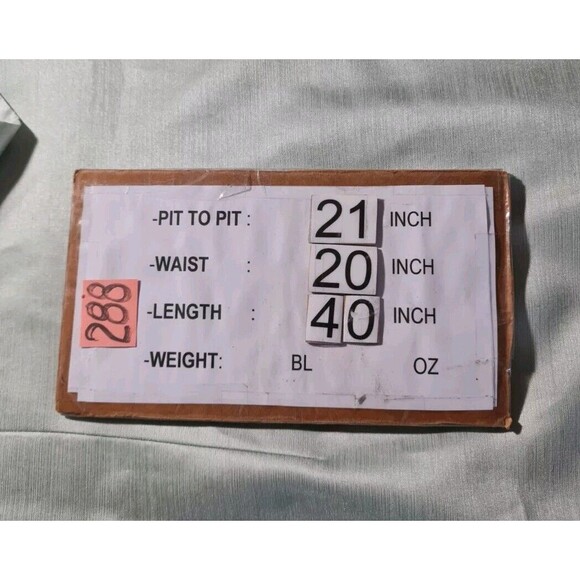 -PIT TO PIT : 21 INCH
-WAIST : 20 INCH
-LENGTH : 40 INCH
-WEIGHT: BL OZ
288